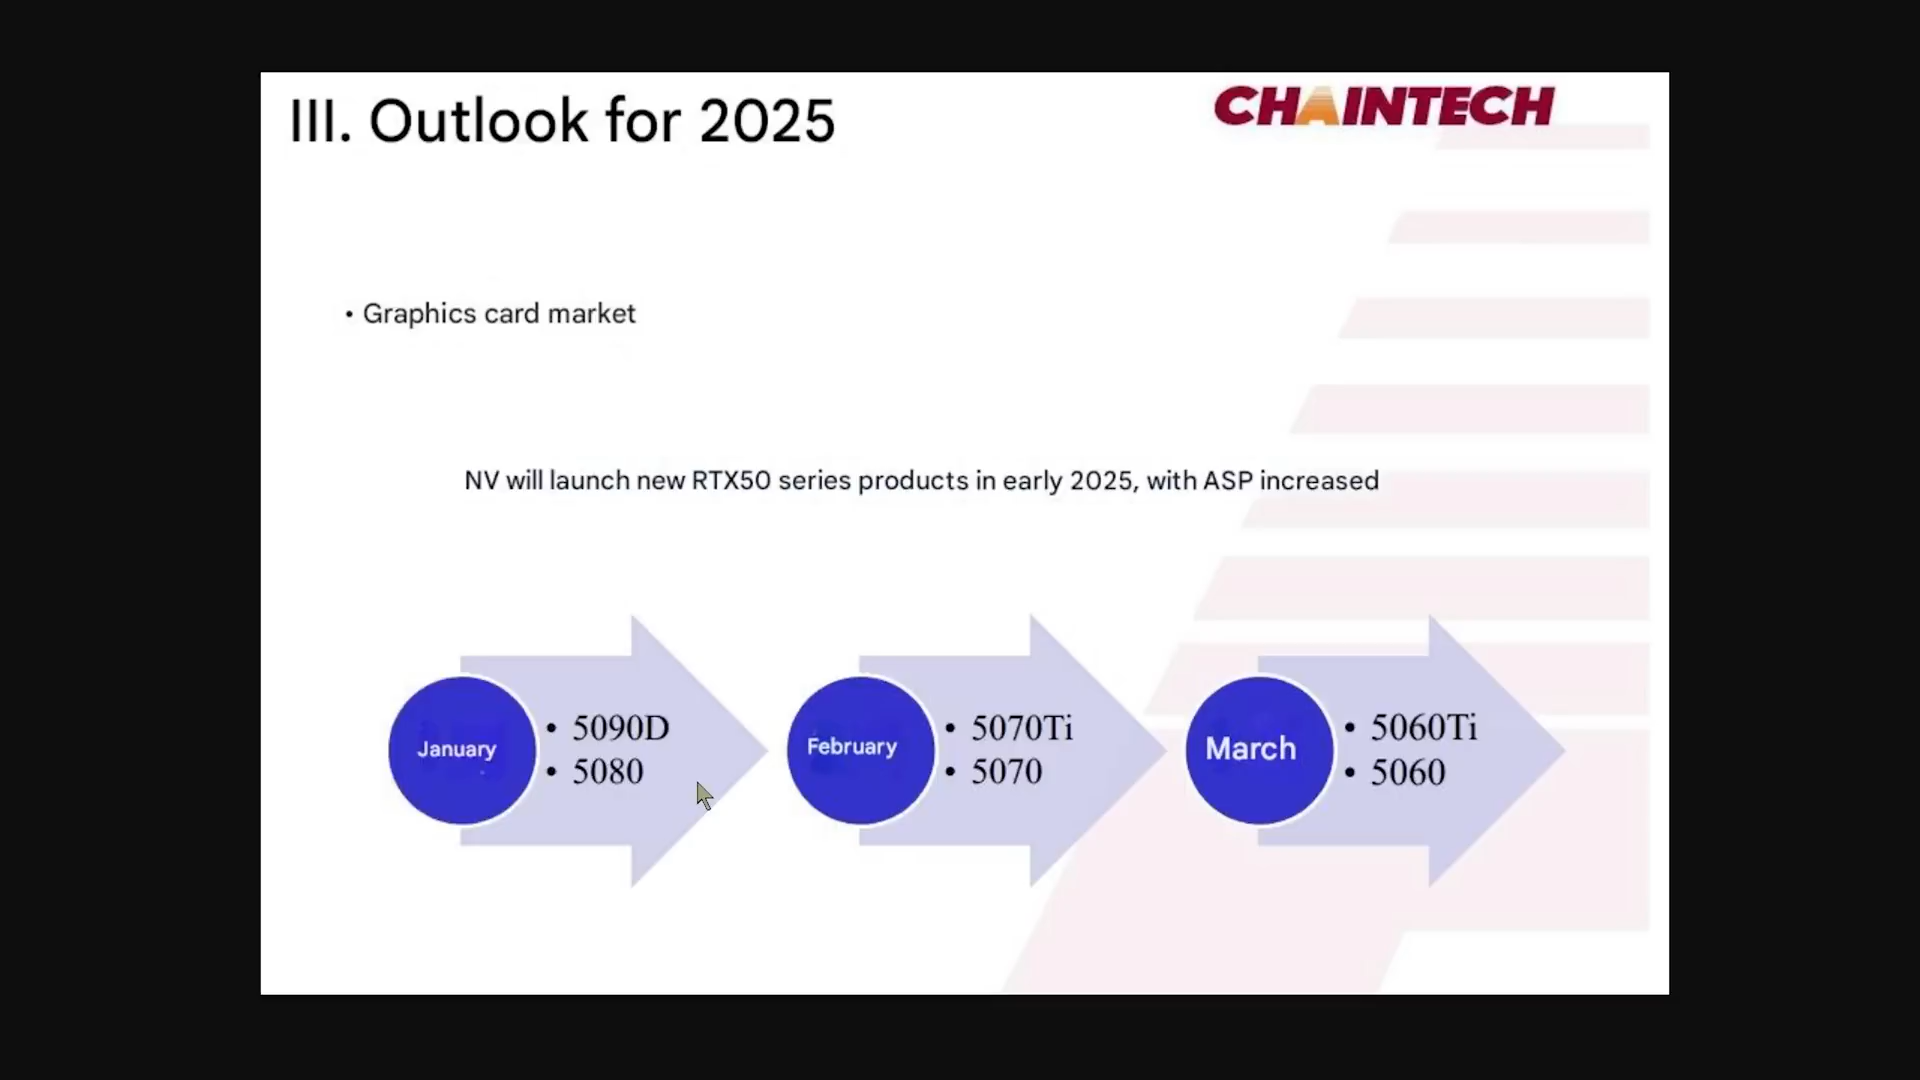 III. Outlook for 2025
CHAINTECH
• Graphics card market
NV will launch new RTX50 series products in early 2025, with ASP increased
January
• 5090D
• 5080
February
• 5070Ti
• 5070
March
• 5060Ti
• 5060